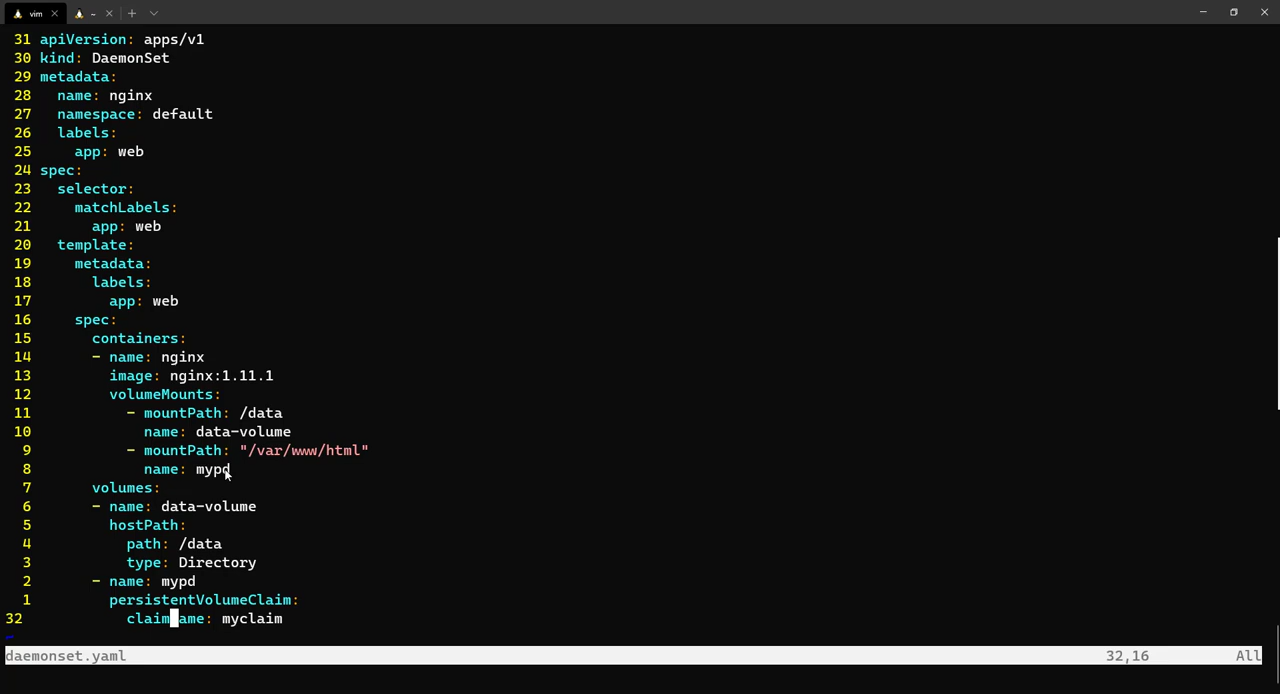 vim ~
31 apiVersion: apps/v1
30 kind: DaemonSet
29 metadata:
28   name: nginx
27   namespace: default
26   labels:
25     app: web
24 spec:
23   selector:
22     matchLabels:
21       app: web
20   template:
19     metadata:
18       labels:
17         app: web
16     spec:
15       containers:
14       - name: nginx
13         image: nginx:1.11.1
12         volumeMounts:
11           - mountPath: /data
10             name: data-volume
9           - mountPath: "/var/www/html"
8             name: mypd
7       volumes:
6       - name: data-volume
5         hostPath:
4           path: /data
3           type: Directory
2       - name: mypd
1         persistentVolumeClaim:
32           claimName: myclaim
~
daemonset.yaml 32,16 All